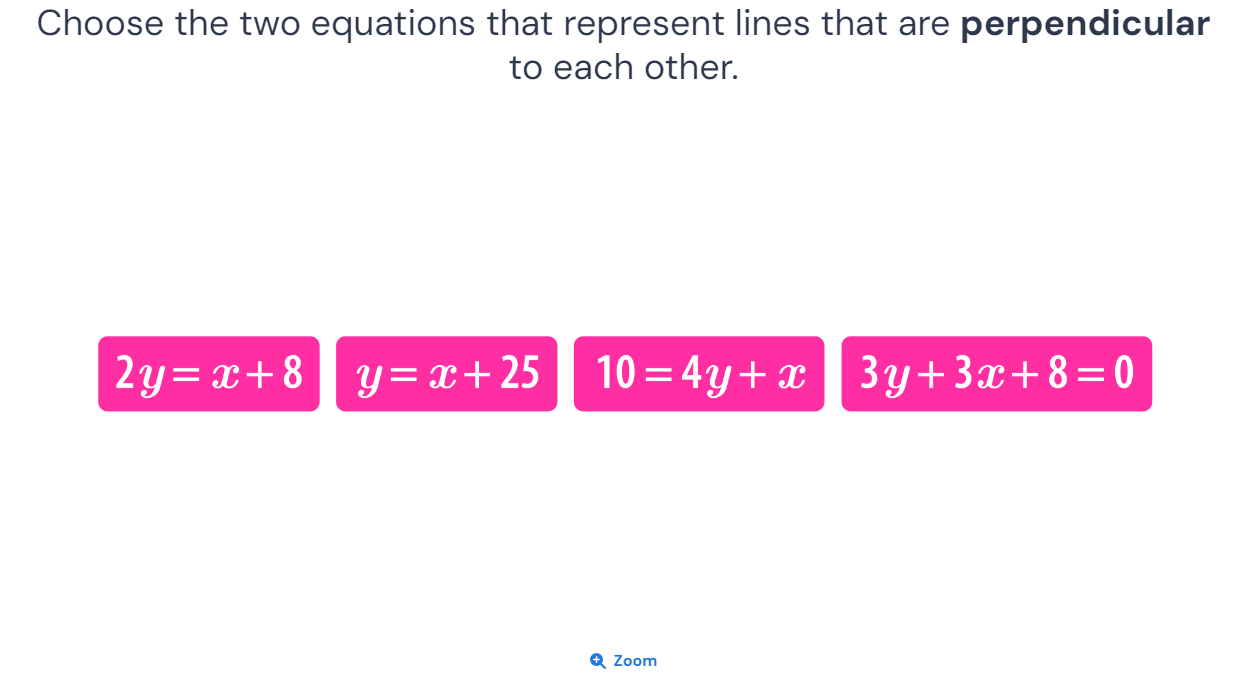 Choose the two equations that represent lines that are perpendicular
to each other.
2y = x + 8
y = x + 25
10 = 4y + x
3y + 3x + 8 = 0
Zoom